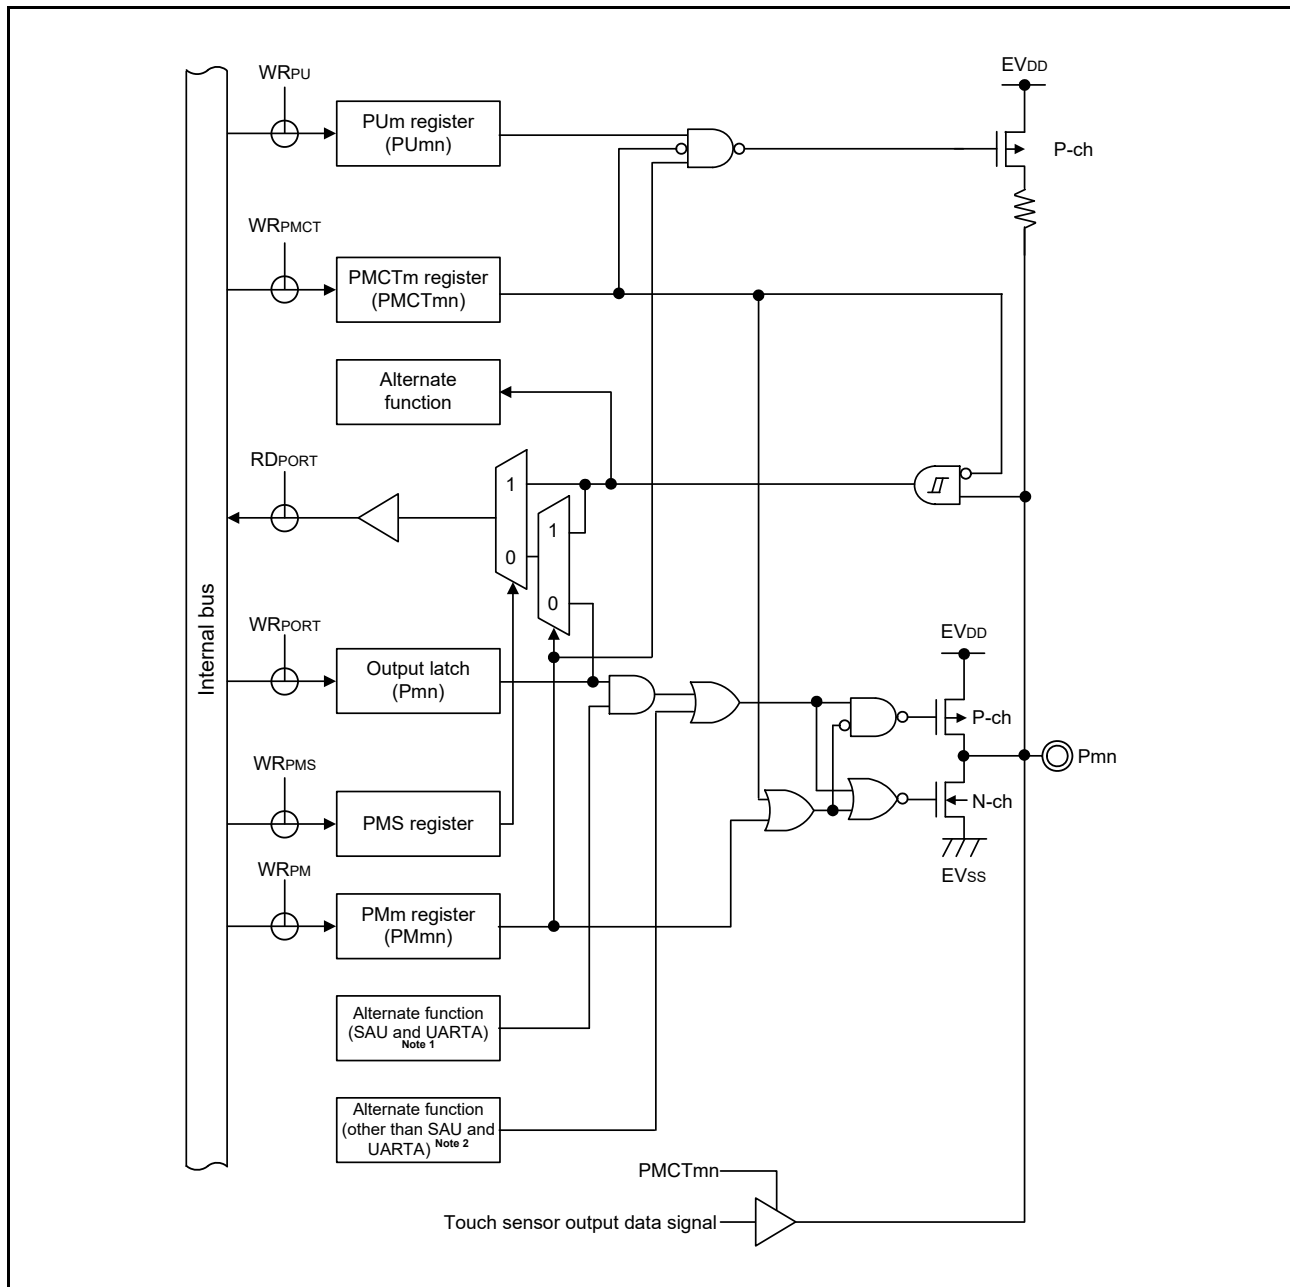 WRPU
PUm register
(PUmn)
EVDD
P-ch
WRPMCT
PMCTm register
(PMCTmn)
Alternate
function
RDPORT
1
0
1
0
Internal bus
WRPORT
Output latch
(Pmn)
EVDD
P-ch
Pmn
N-ch
EVSS
WRPMS
PMS register
WRPM
PMm register
(PMmn)
Alternate function
(SAU and UARTA)
Note 1
Alternate function
(other than SAU and
UARTA) Note 2
PMCTmn
Touch sensor output data signal